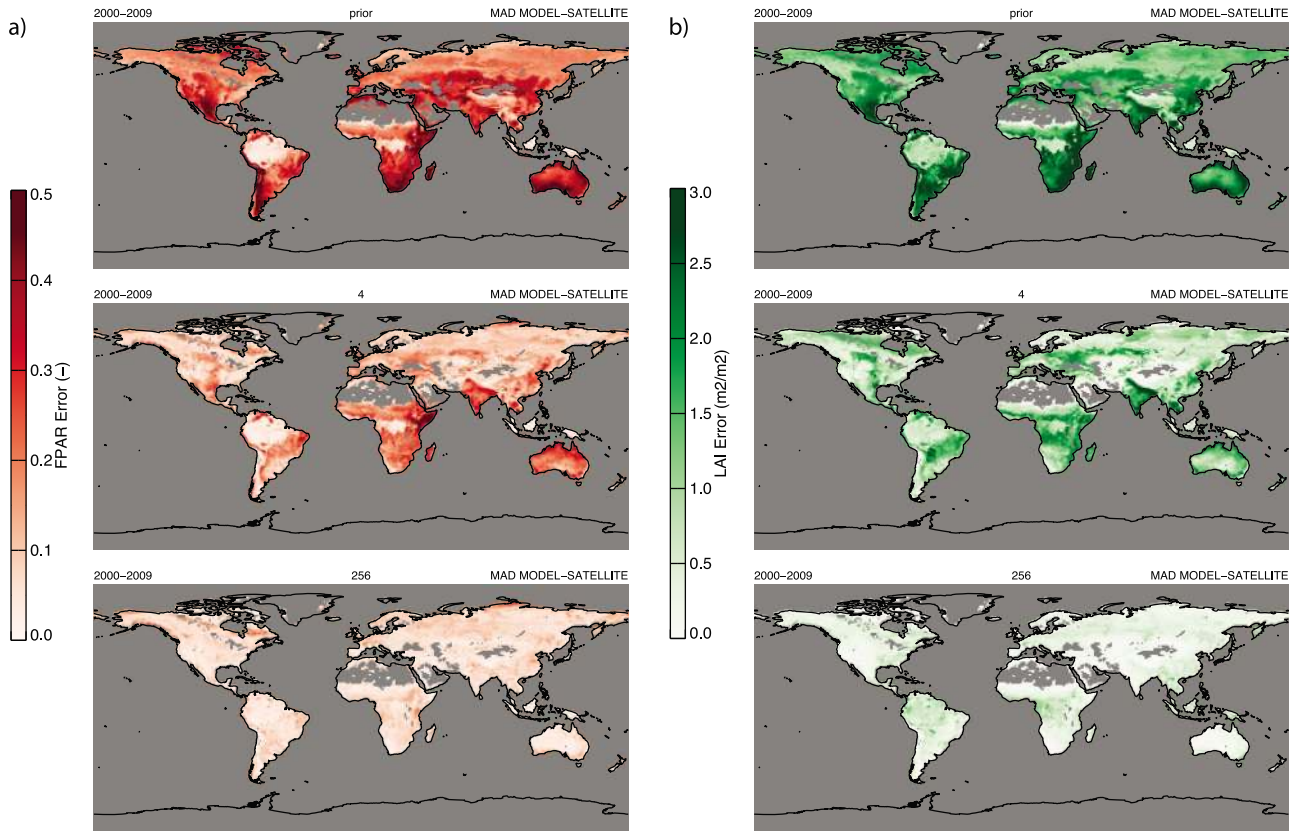 a)
2000–2009 prior MAD MODEL-SATELLITE
2000–2009 4 MAD MODEL-SATELLITE
2000–2009 256 MAD MODEL-SATELLITE
0.5
0.4
0.3
0.2
0.1
0.0
FPAR Error (–)
b)
2000–2009 prior MAD MODEL-SATELLITE
2000–2009 4 MAD MODEL-SATELLITE
2000–2009 256 MAD MODEL-SATELLITE
3.0
2.5
2.0
1.5
1.0
0.5
0.0
LAI Error (m2/m2)